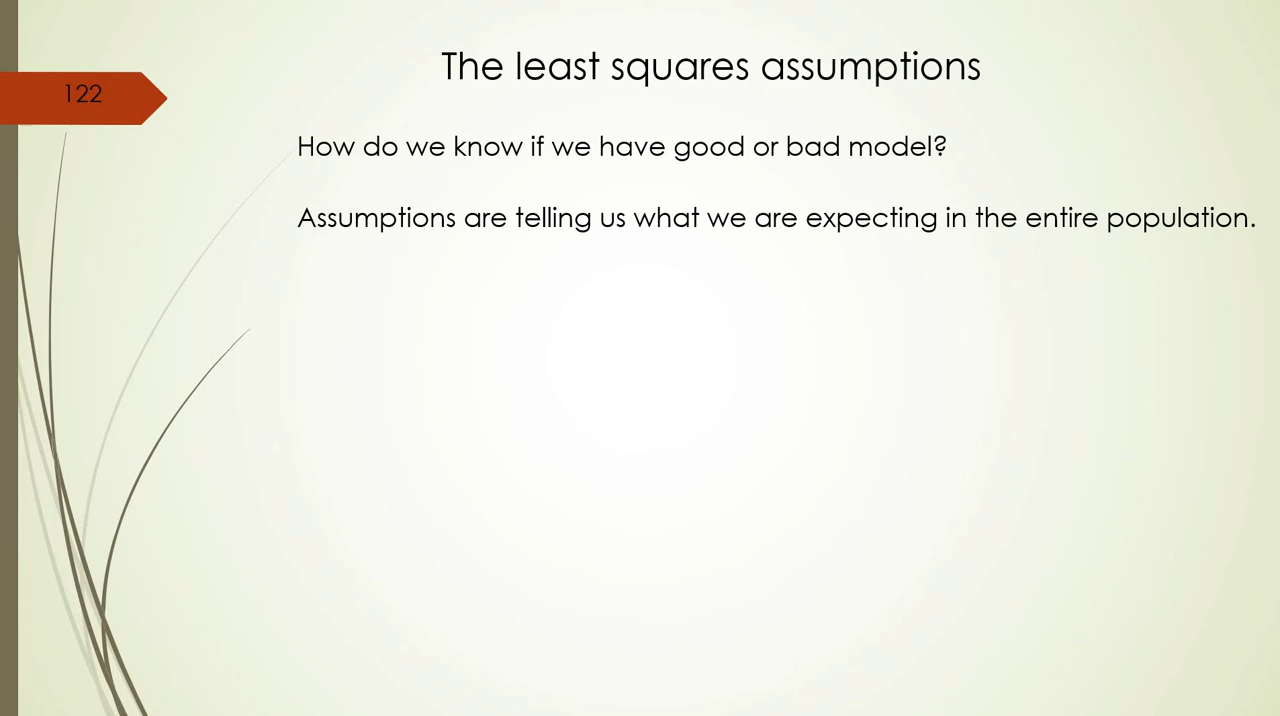 The least squares assumptions
122
How do we know if we have good or bad model?
Assumptions are telling us what we are expecting in the entire population.